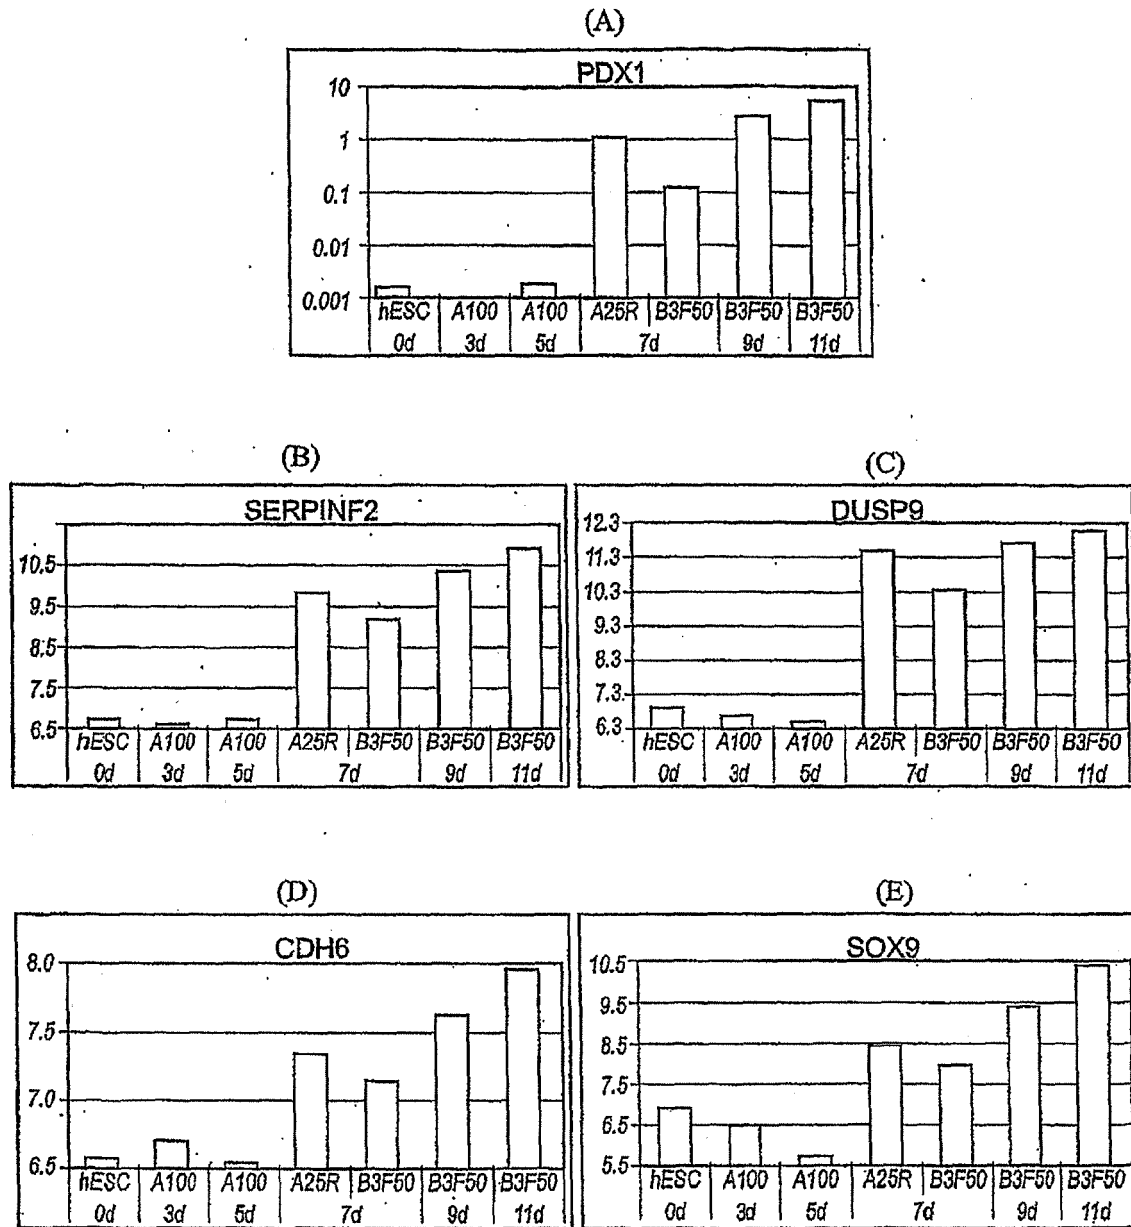 (A)
PDX1
10
1
0.1
0.01
0.001
hESC A100 A100 A25R B3F50 B3F50 B3F50
0d 3d 5d 7d 9d 11d
(B)
SERPINF2
10.5
9.5
8.5
7.5
6.5
hESC A100 A100 A25R B3F50 B3F50 B3F50
0d 3d 5d 7d 9d 11d
(C)
DUSP9
12.3
11.3
10.3
9.3
8.3
7.3
6.3
hESC A100 A100 A25R B3F50 B3F50 B3F50
0d 3d 5d 7d 9d 11d
(D)
CDH6
8.0
7.5
7.0
6.5
hESC A100 A100 A25R B3F50 B3F50 B3F50
0d 3d 5d 7d 9d 11d
(E)
SOX9
10.5
9.5
8.5
7.5
6.5
5.5
hESC A100 A100 A25R B3F50 B3F50 B3F50
0d 3d 5d 7d 9d 11d